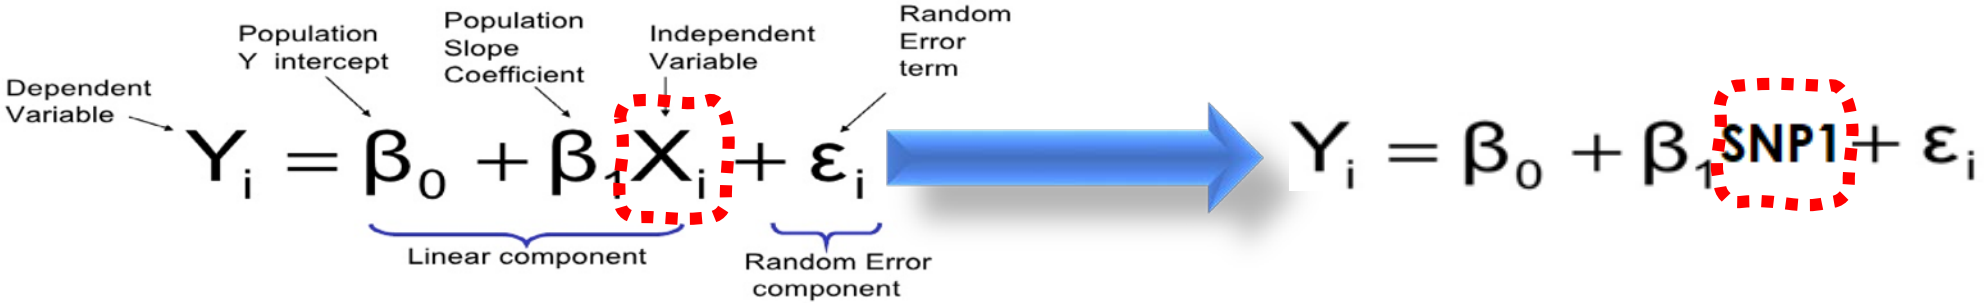 Dependent
Variable
Population
Y intercept
Population
Slope
Coefficient
Independent
Variable
Random
Error
term
Yᵢ = β₀ + β₁Xᵢ + εᵢ
Linear component
Random Error
component
Yᵢ = β₀ + β₁SNP1 + εᵢ